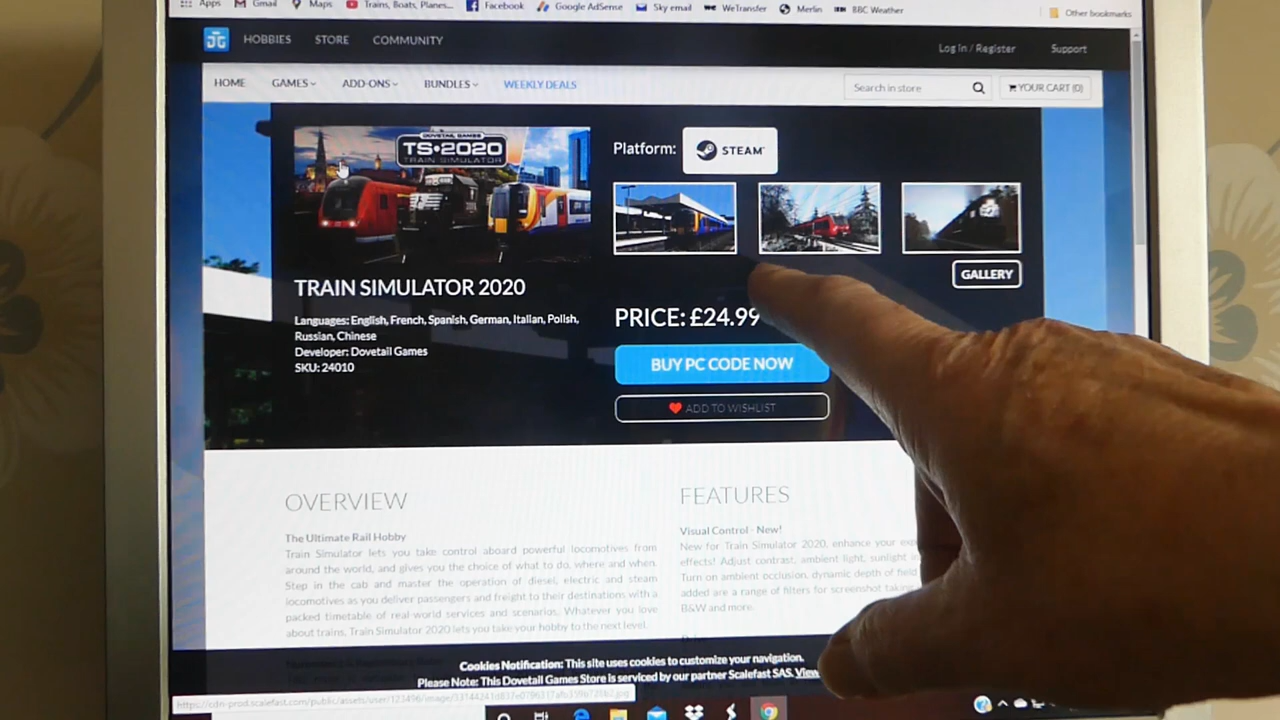 Apps Gmail Maps Trains, Boats, Planes... Facebook Google AdSense Sky email WeTransfer Merlin BBC Weather Other bookmarks
HOBBIES STORE COMMUNITY Log in / Register Support
HOME GAMES ADD-ONS BUNDLES WEEKLY DEALS Search in store YOUR CART (0)
DOVETAIL GAMES
TS•2020
TRAIN SIMULATOR
Platform: STEAM
GALLERY
TRAIN SIMULATOR 2020
Languages: English, French, Spanish, German, Italian, Polish,
Russian, Chinese
Developer: Dovetail Games
SKU: 24010
PRICE: £24.99
BUY PC CODE NOW
ADD TO WISHLIST
OVERVIEW
The Ultimate Rail Hobby
Train Simulator lets you take control aboard powerful locomotives from
around the world, and gives you the choice of what to do, where and when.
Step in the cab and master the operation of diesel, electric and steam
locomotives as you deliver passengers and freight to their destinations with a
packed timetable of real-world services and scenarios. Whatever you love
about trains, Train Simulator 2020 lets you take your hobby to the next level.
FEATURES
Visual Control - New!
New for Train Simulator 2020, enhance your
effects! Adjust contrast, ambient light, sunlight
Turn on ambient occlusion, dynamic depth of field
added are a range of filters for screenshot taking
B&W and more.
Cookies Notification: This site uses cookies to customize your navigation.
Please Note: This Dovetail Games Store is serviced by our partner Scalefast SAS. View